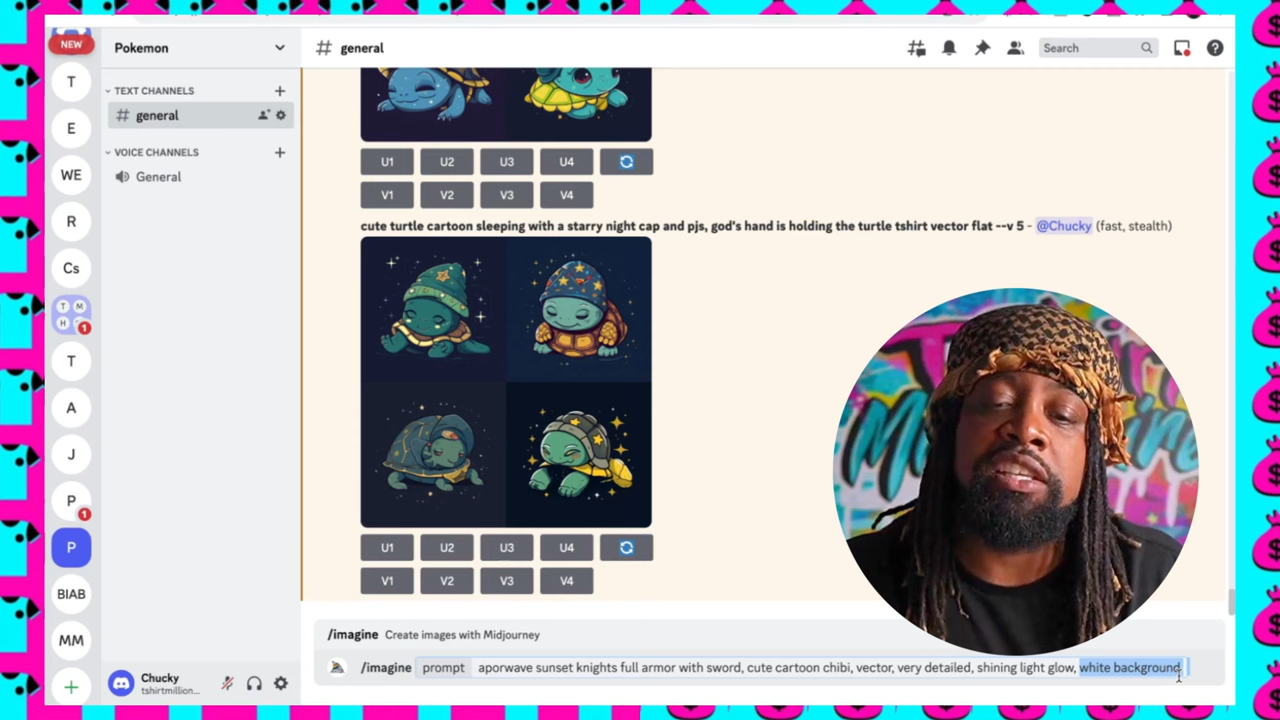 NEW
Pokemon
# general
Search
T
TEXT CHANNELS
E
# general
VOICE CHANNELS
WE
General
R
Cs
T M
H
1
T
A
J
P
1
P
BIAB
MM
U1 U2 U3 U4
V1 V2 V3 V4
cute turtle cartoon sleeping with a starry night cap and pjs, god's hand is holding the turtle tshirt vector flat --v 5 - @Chucky (fast, stealth)
U1 U2 U3 U4
V1 V2 V3 V4
/imagine Create images with Midjourney
/imagine prompt aporwave sunset knights full armor with sword, cute cartoon chibi, vector, very detailed, shining light glow, white background
Chucky
tshirtmillion...